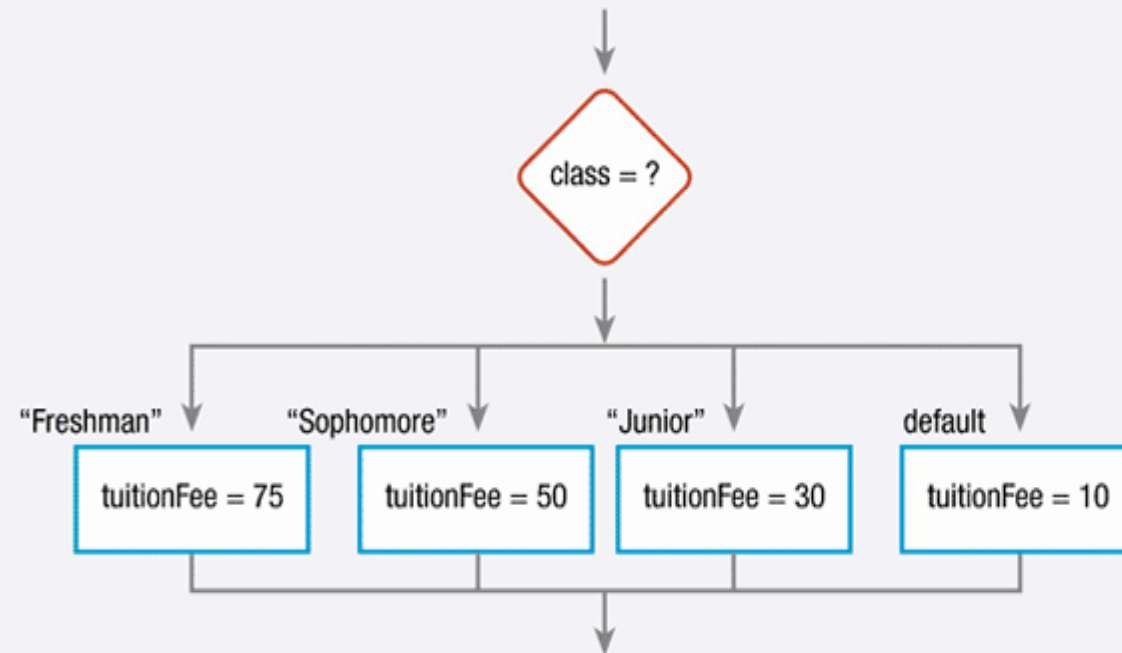 class = ?
“Freshman”
“Sophomore”
“Junior”
default
tuitionFee = 75
tuitionFee = 50
tuitionFee = 30
tuitionFee = 10